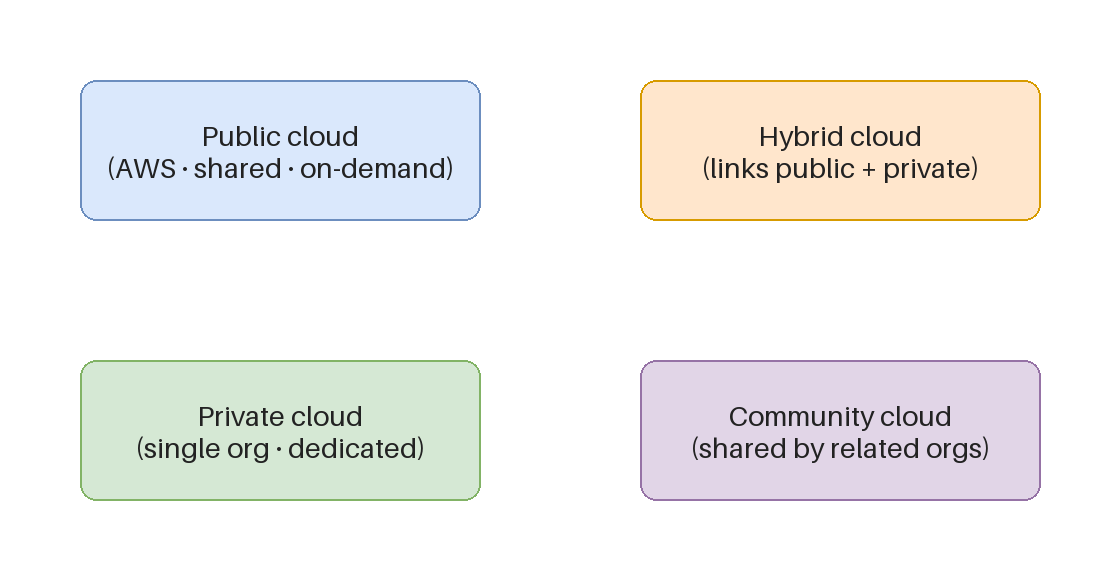 Public cloud
(AWS · shared · on-demand)
Hybrid cloud
(links public + private)
Private cloud
(single org · dedicated)
Community cloud
(shared by related orgs)